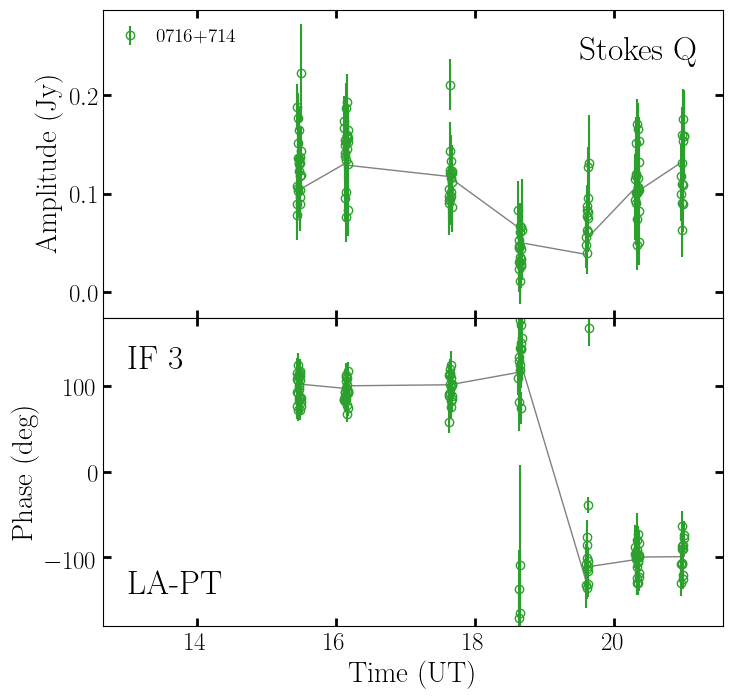 0716+714
Stokes Q
0.2
0.1
0.0
Amplitude (Jy)
IF 3
100
0
−100
Phase (deg)
LA-PT
14 16 18 20
Time (UT)